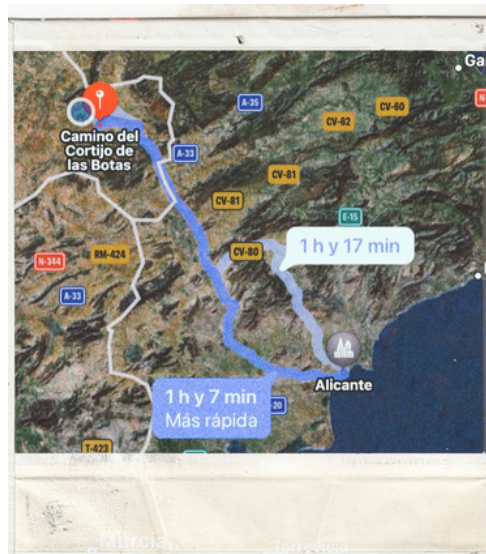 Ga
A-35
CV-60
N-
CV-62
Camino del
Cortijo de
las Botas
A-33
CV-81
CV-81
E-15
CV-80
1 h y 17 min
RM-424
N-344
A-33
Alicante
1 h y 7 min
Más rápida
-20
T-423
Murcia